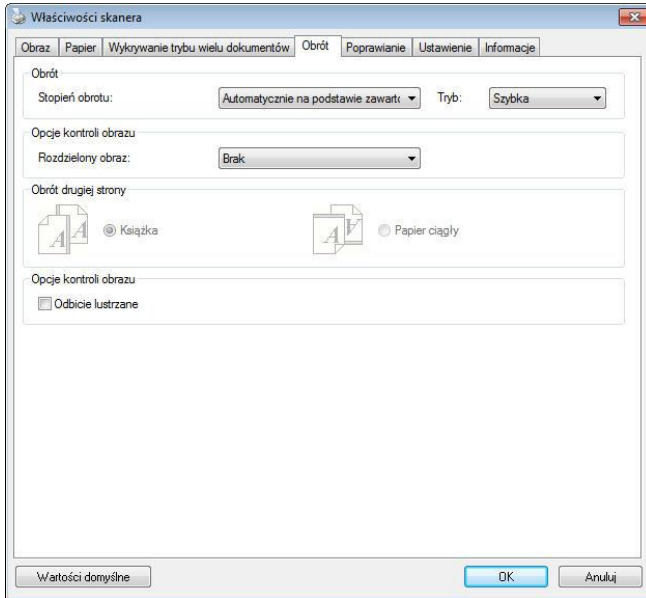 Właściwości skanera
Obraz Papier Wykrywanie trybu wielu dokumentów Obrót Poprawianie Ustawienie Informacje
Obrót
Stopień obrotu: Automatycznie na podstawie zawartc Tryb: Szybka
Opcje kontroli obrazu
Rozdzielony obraz: Brak
Obrót drugiej strony
A A Książka A A Papier ciągły
Opcje kontroli obrazu
Odbicie lustrzane
Wartości domyślne OK Anuluj